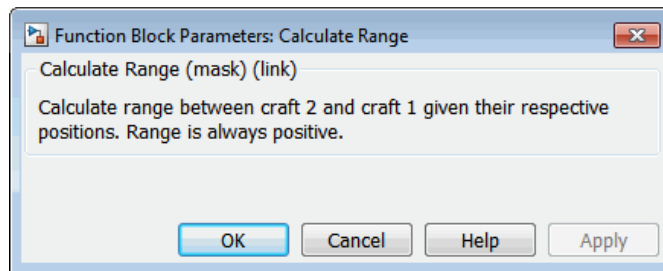 Function Block Parameters: Calculate Range
Calculate Range (mask) (link)
Calculate range between craft 2 and craft 1 given their respective
positions. Range is always positive.
OK Cancel Help Apply